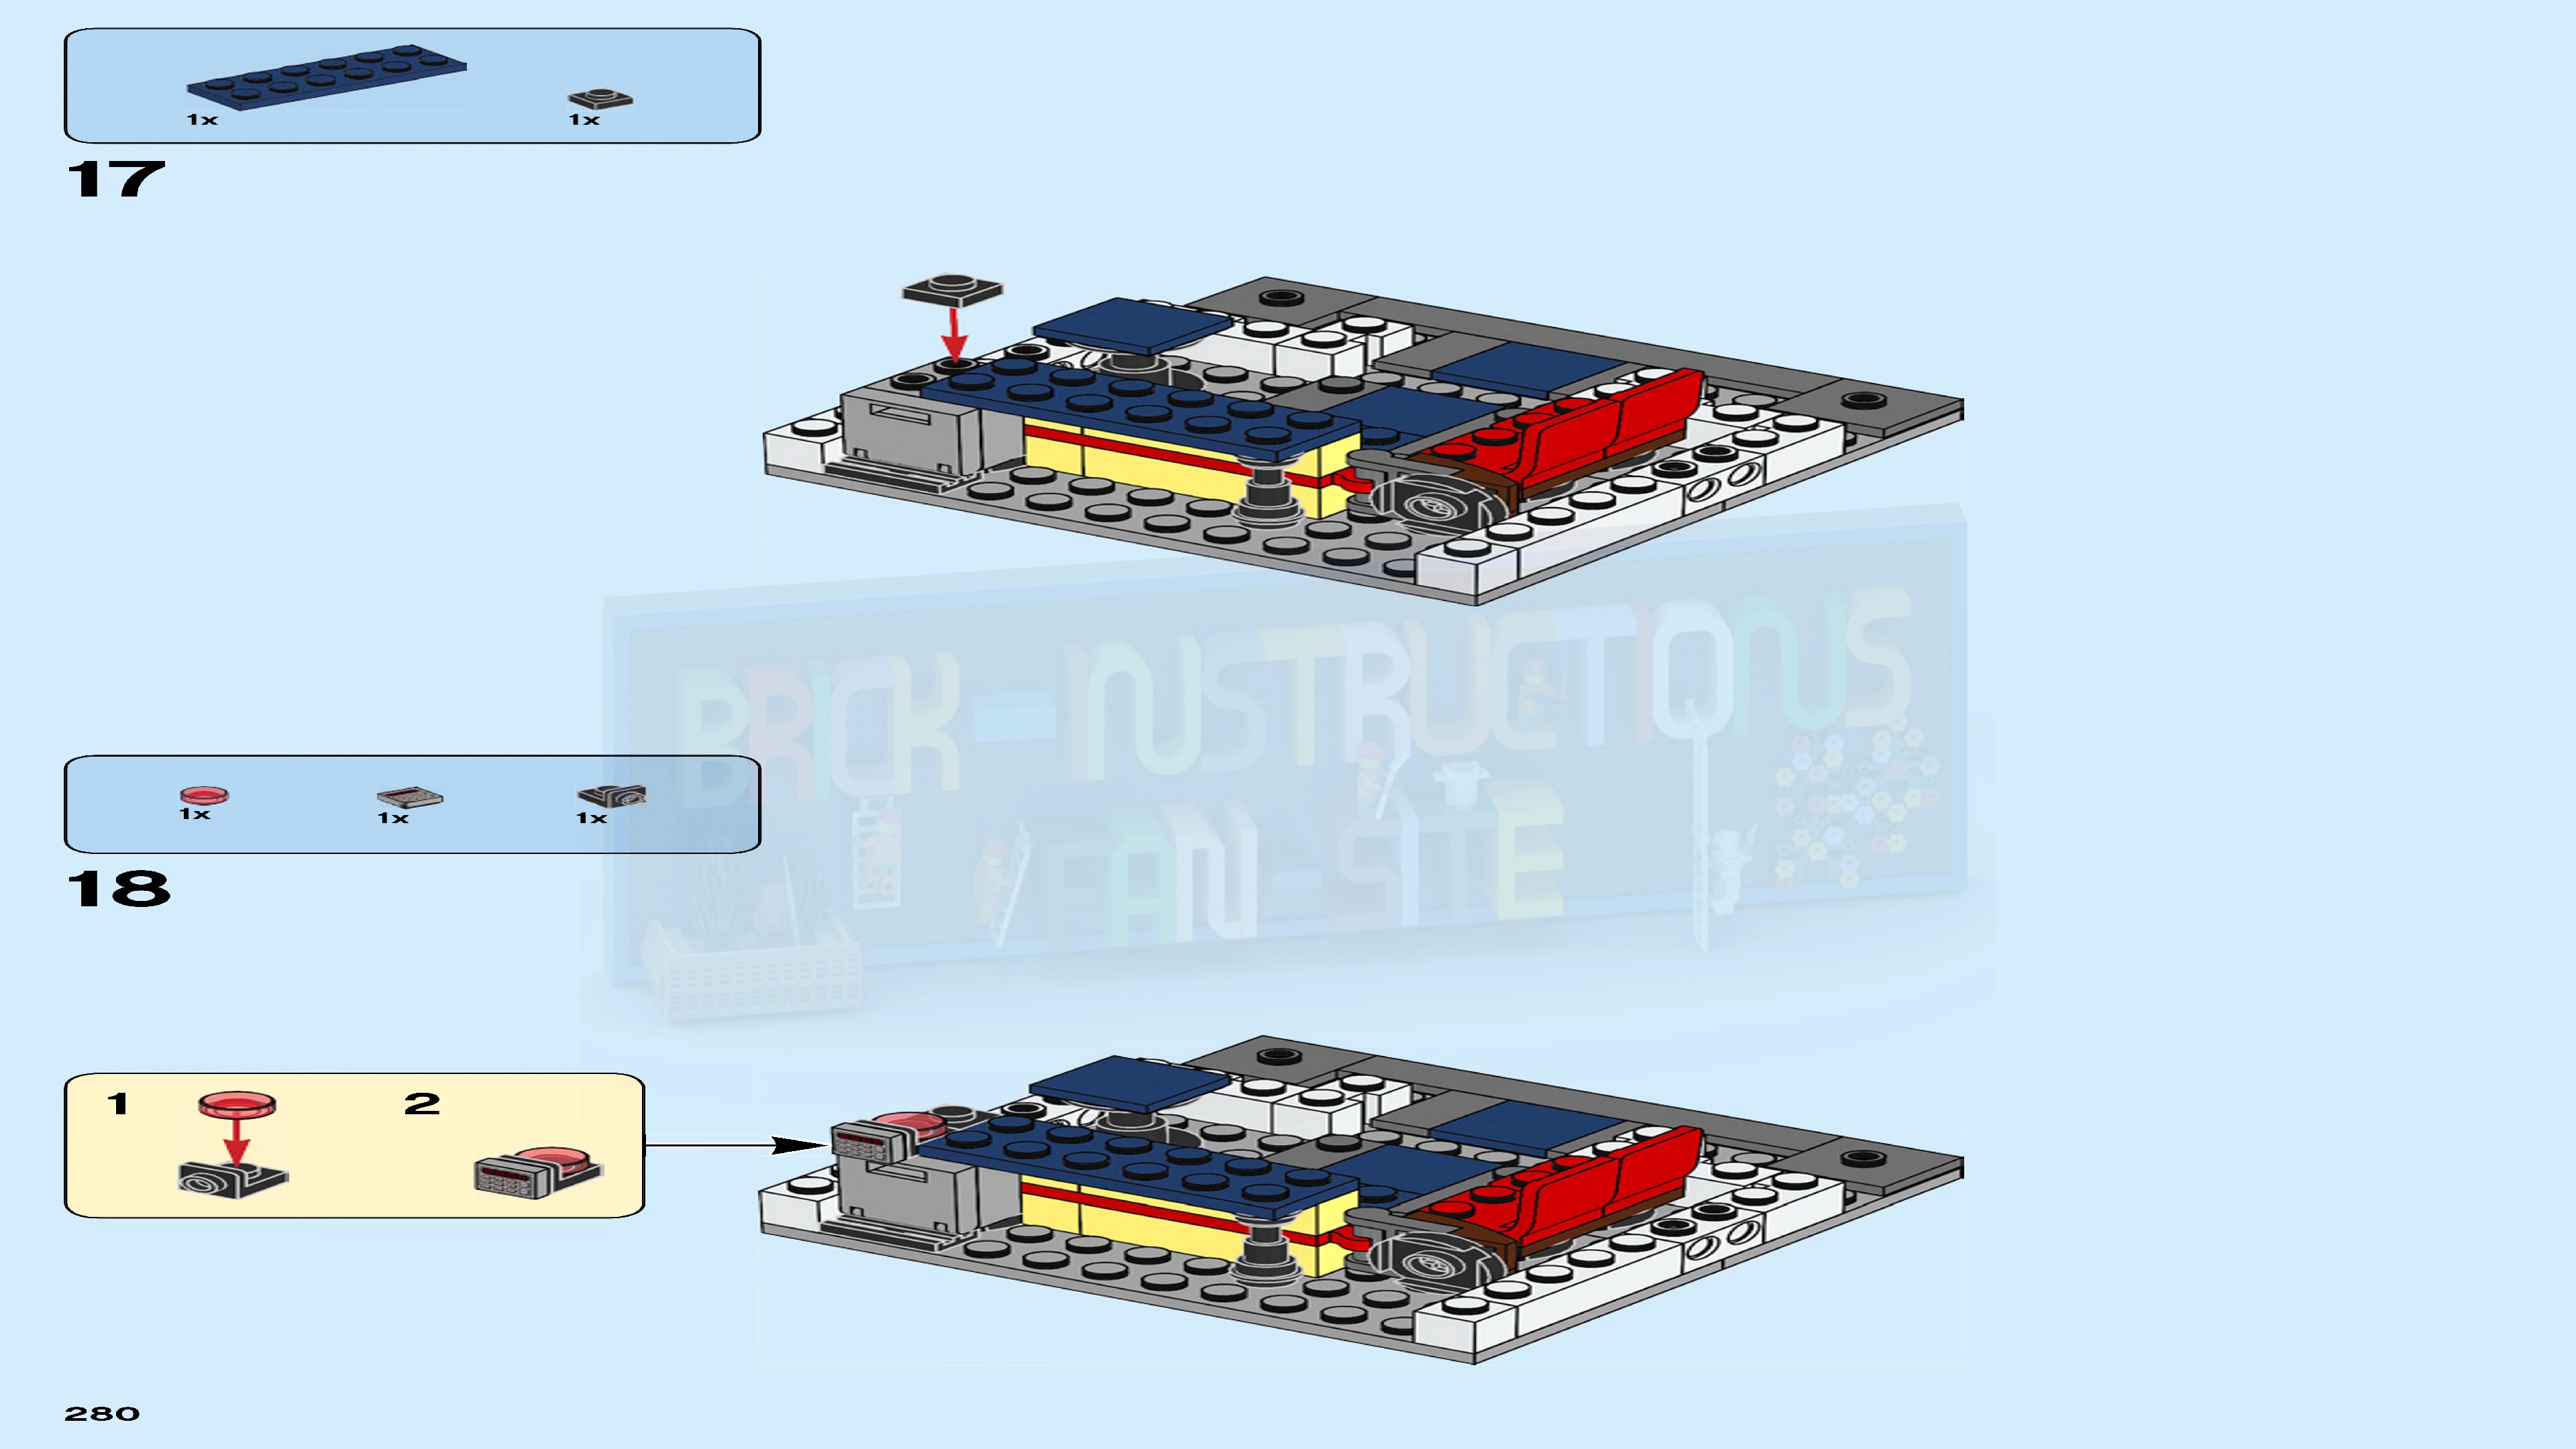 1x 1x
17
BRICK-INSTRUCTIONS
FAN-SITE
1x 1x 1x
18
1 2
280